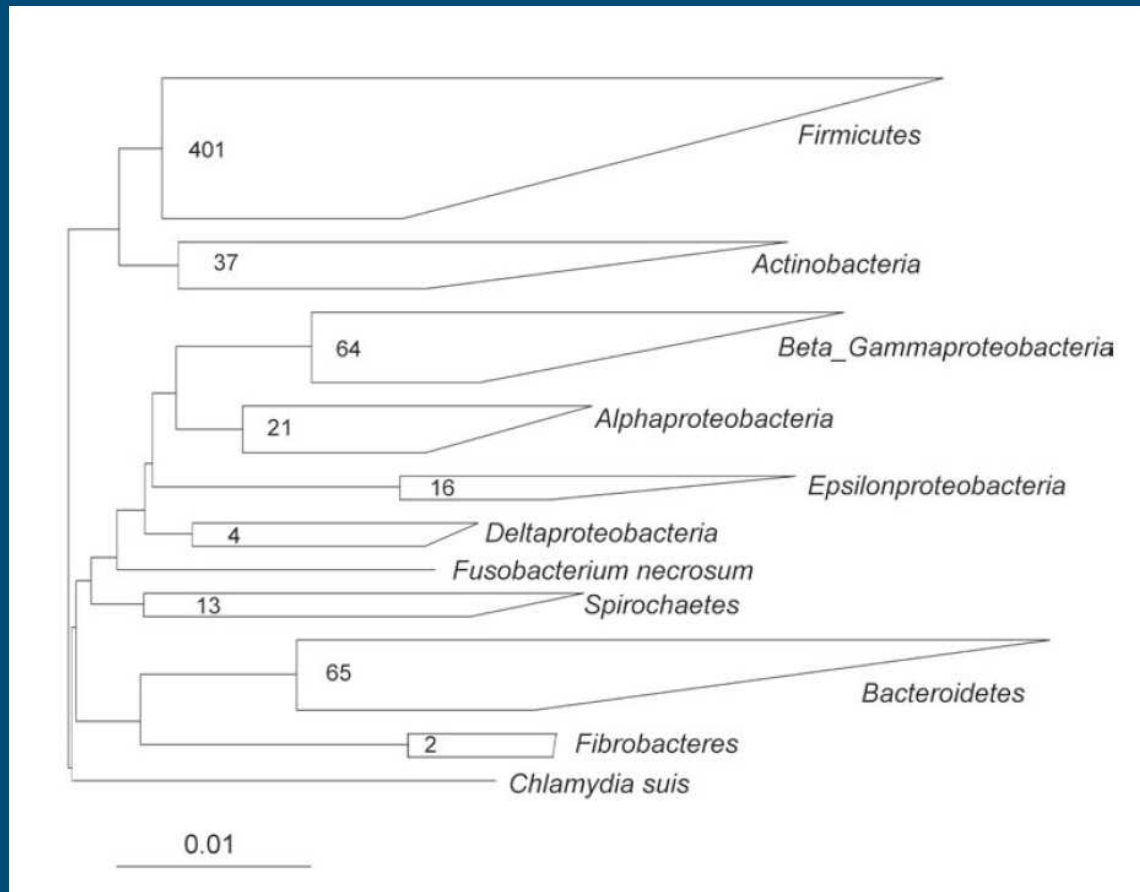 401
Firmicutes
37
Actinobacteria
64
Beta_Gammaproteobacteria
21
Alphaproteobacteria
16
Epsilonproteobacteria
4
Deltaproteobacteria
Fusobacterium necrosum
13
Spirochaetes
65
Bacteroidetes
2
Fibrobacteres
Chlamydia suis
0.01